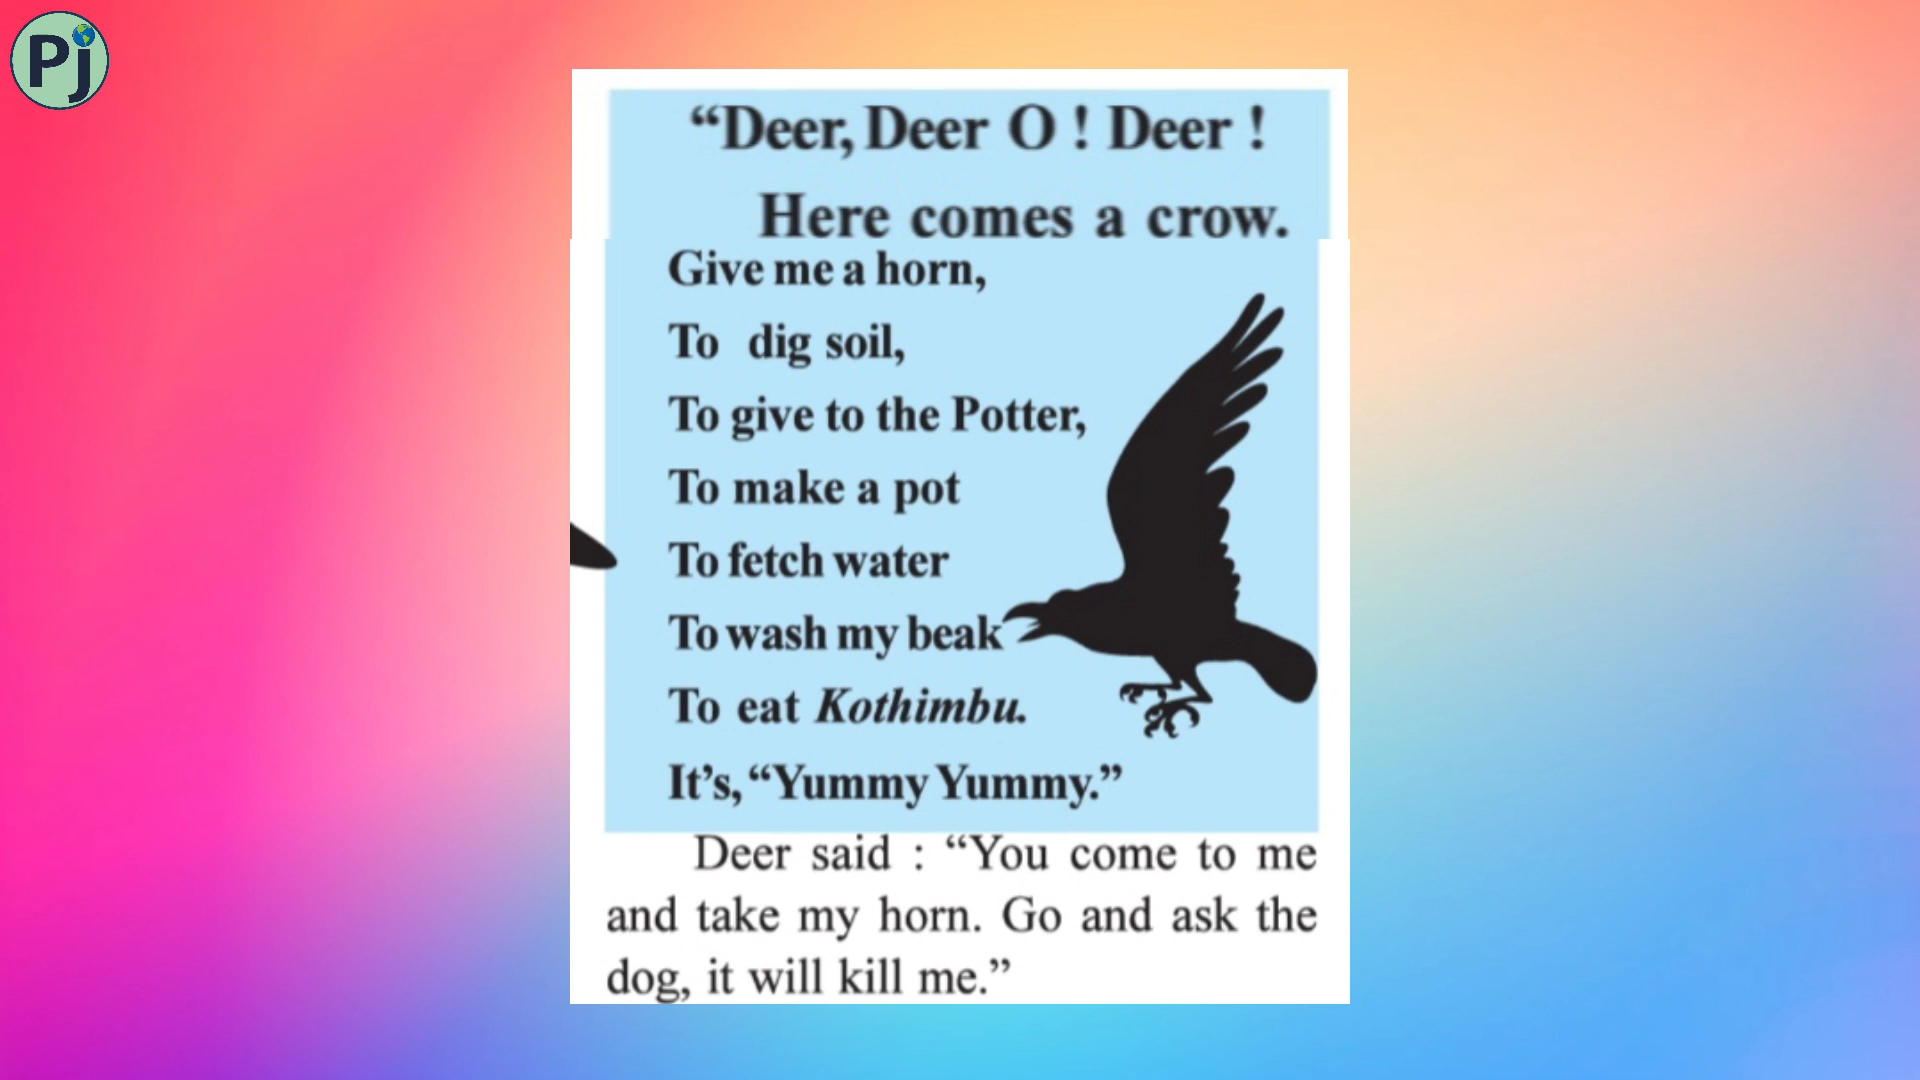 Pj
“Deer, Deer O ! Deer !
Here comes a crow.
Give me a horn,
To dig soil,
To give to the Potter,
To make a pot
To fetch water
To wash my beak
To eat Kothimbu.
It’s, “Yummy Yummy.”
Deer said : “You come to me
and take my horn. Go and ask the
dog, it will kill me.”